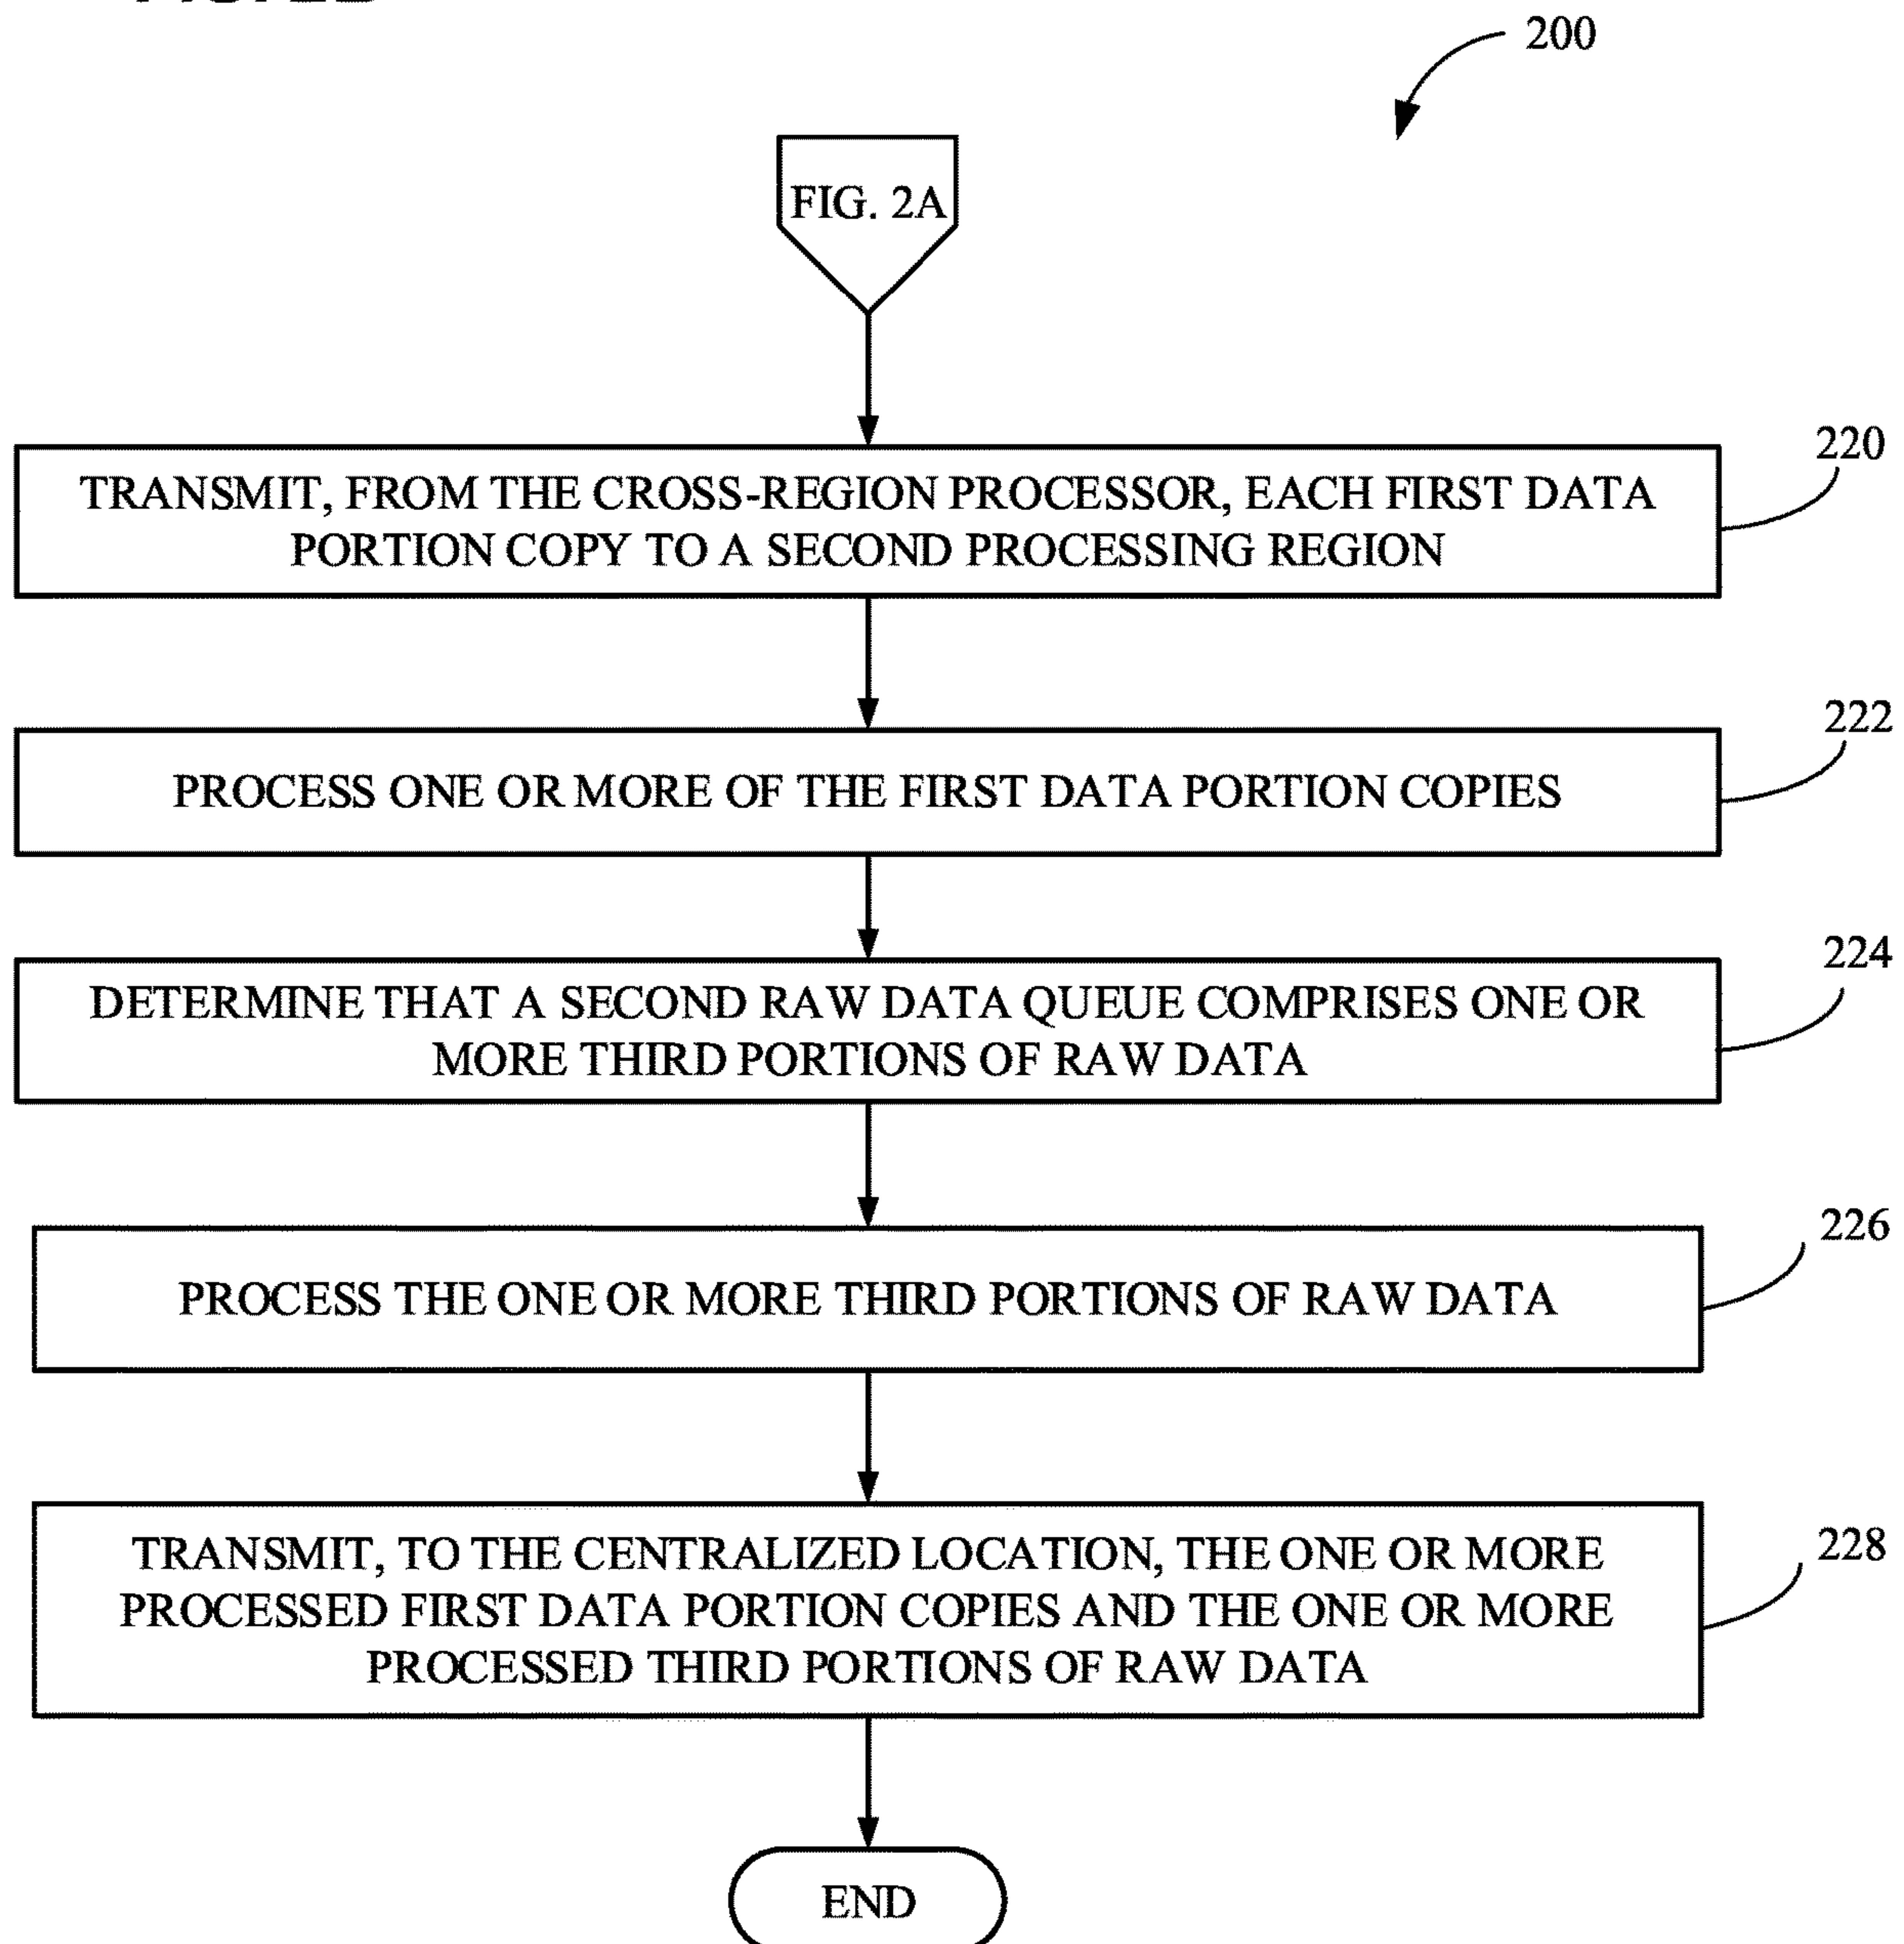 200
FIG. 2A
220
TRANSMIT, FROM THE CROSS-REGION PROCESSOR, EACH FIRST DATA
PORTION COPY TO A SECOND PROCESSING REGION
222
PROCESS ONE OR MORE OF THE FIRST DATA PORTION COPIES
224
DETERMINE THAT A SECOND RAW DATA QUEUE COMPRISES ONE OR
MORE THIRD PORTIONS OF RAW DATA
226
PROCESS THE ONE OR MORE THIRD PORTIONS OF RAW DATA
228
TRANSMIT, TO THE CENTRALIZED LOCATION, THE ONE OR MORE
PROCESSED FIRST DATA PORTION COPIES AND THE ONE OR MORE
PROCESSED THIRD PORTIONS OF RAW DATA
END